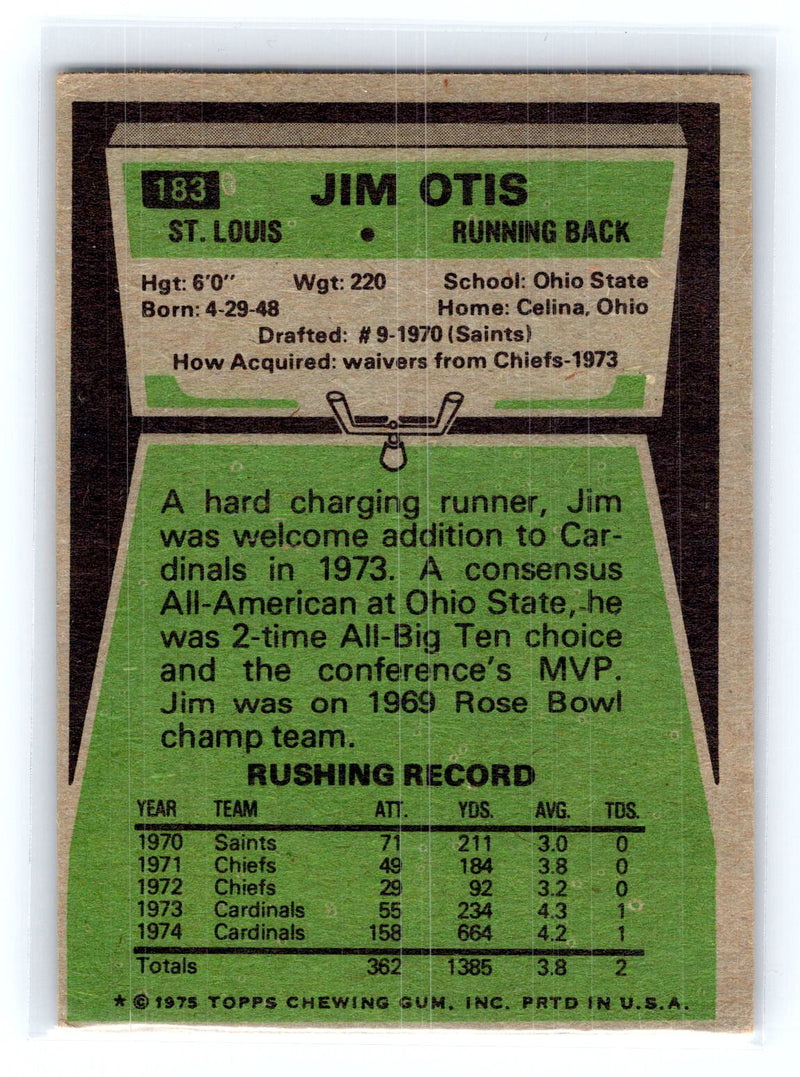 183 JIM OTIS
ST. LOUIS • RUNNING BACK
Hgt: 6'0" Wgt: 220 School: Ohio State
Born: 4-29-48 Home: Celina, Ohio
Drafted: #9-1970 (Saints)
How Acquired: waivers from Chiefs-1973
A hard charging runner, Jim
was welcome addition to Car-
dinals in 1973. A consensus
All-American at Ohio State, he
was 2-time All-Big Ten choice
and the conference's MVP.
Jim was on 1969 Rose Bowl
champ team.
RUSHING RECORD
YEAR TEAM ATT. YDS. AVG. TDS.
1970 Saints 71 211 3.0 0
1971 Chiefs 49 184 3.8 0
1972 Chiefs 29 92 3.2 0
1973 Cardinals 55 234 4.3 1
1974 Cardinals 158 664 4.2 1
Totals 362 1385 3.8 2
★ © 1975 TOPPS CHEWING GUM, INC. PRTD IN U.S.A.